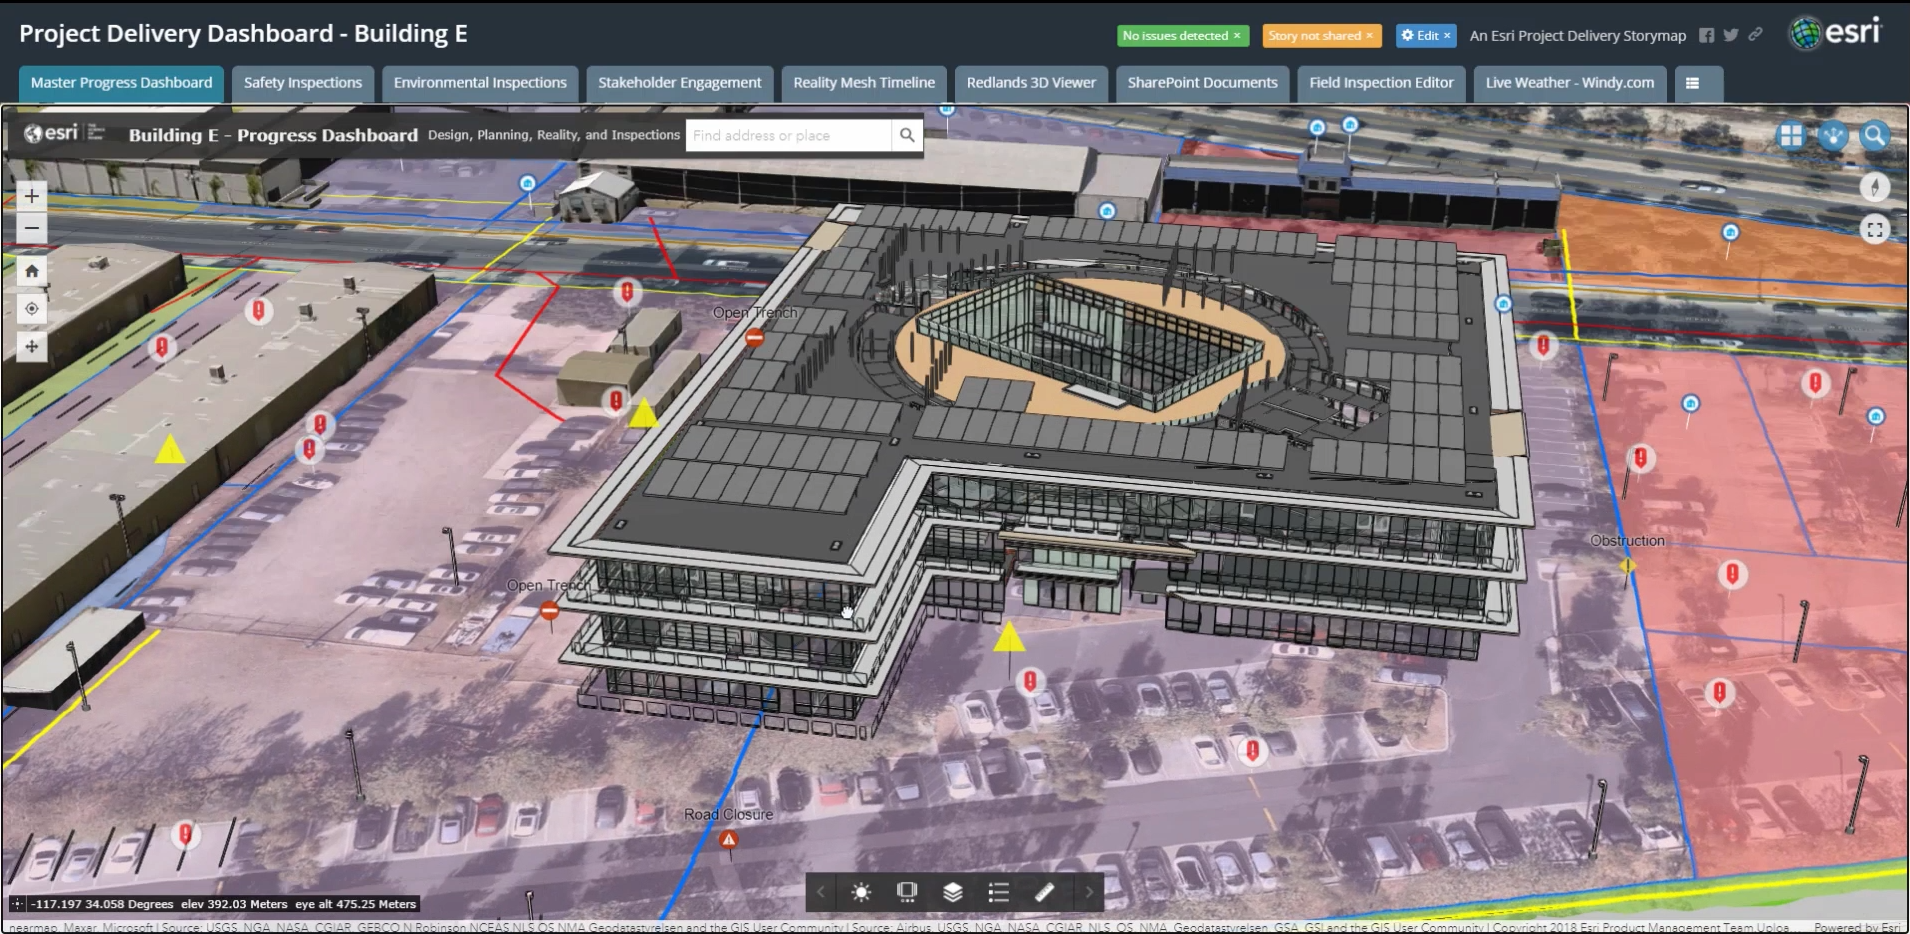 Project Delivery Dashboard - Building E
No issues detected ×
Story not shared ×
Edit ×
An Esri Project Delivery Storymap
esri
Master Progress Dashboard
Safety Inspections
Environmental Inspections
Stakeholder Engagement
Reality Mesh Timeline
Redlands 3D Viewer
SharePoint Documents
Field Inspection Editor
Live Weather - Windy.com
esri
Building E - Progress Dashboard
Design, Planning, Reality, and Inspections
Find address or place
Open Trench
Obstruction
Open Trench
Road Closure
-117.197 34.058 Degrees elev 392.03 Meters eye alt 475.25 Meters
nearmap, Maxar, Microsoft | Source: USGS, NGA, NASA, CGIAR, GEBCO,N Robinson,NCEAS,NLS,OS,NMA,Geodatastyrelsen and the GIS User Community | Source: Airbus, USGS, NGA, NASA, CGIAR, NLS, OS, NMA, Geodatastyrelsen, GSA, GSI and the GIS User Community | Copyright 2018 Esri Product Management Team Uploa... Powered by Esri